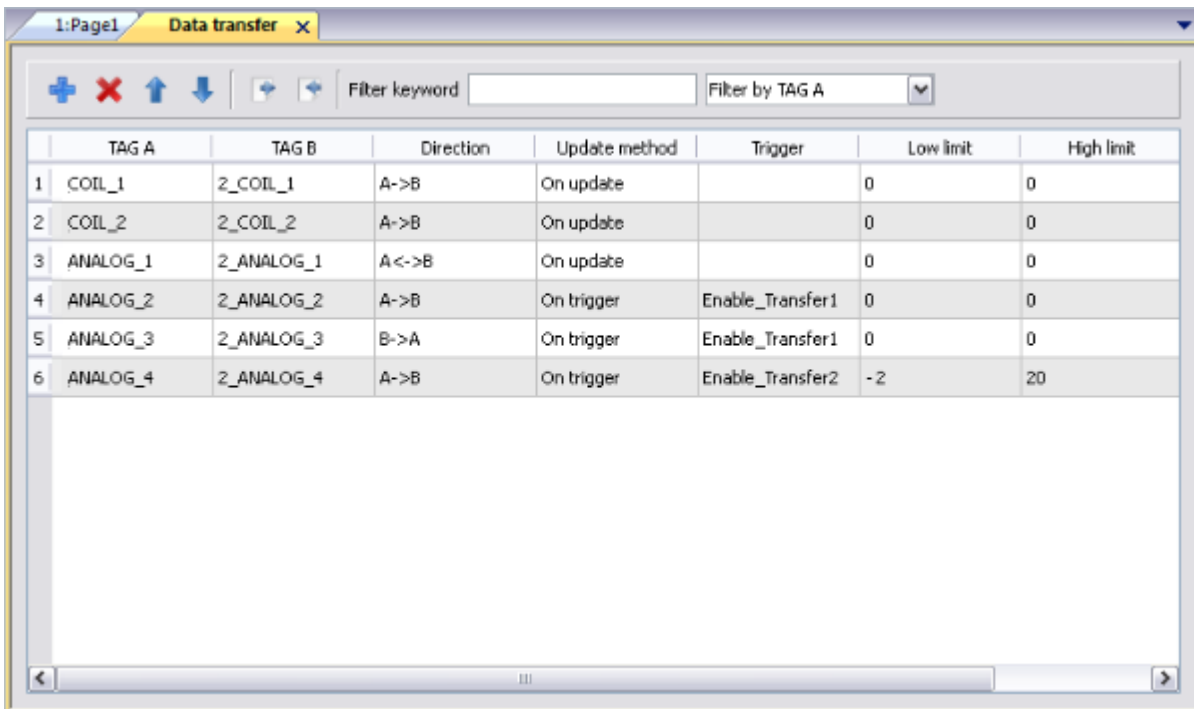 1:Page1 Data transfer
Filter keyword Filter by TAG A
TAG A TAG B Direction Update method Trigger Low limit High limit
1 COIL_1 2_COIL_1 A->B On update 0 0
2 COIL_2 2_COIL_2 A->B On update 0 0
3 ANALOG_1 2_ANALOG_1 A<->B On update 0 0
4 ANALOG_2 2_ANALOG_2 A->B On trigger Enable_Transfer1 0 0
5 ANALOG_3 2_ANALOG_3 B->A On trigger Enable_Transfer1 0 0
6 ANALOG_4 2_ANALOG_4 A->B On trigger Enable_Transfer2 -2 20